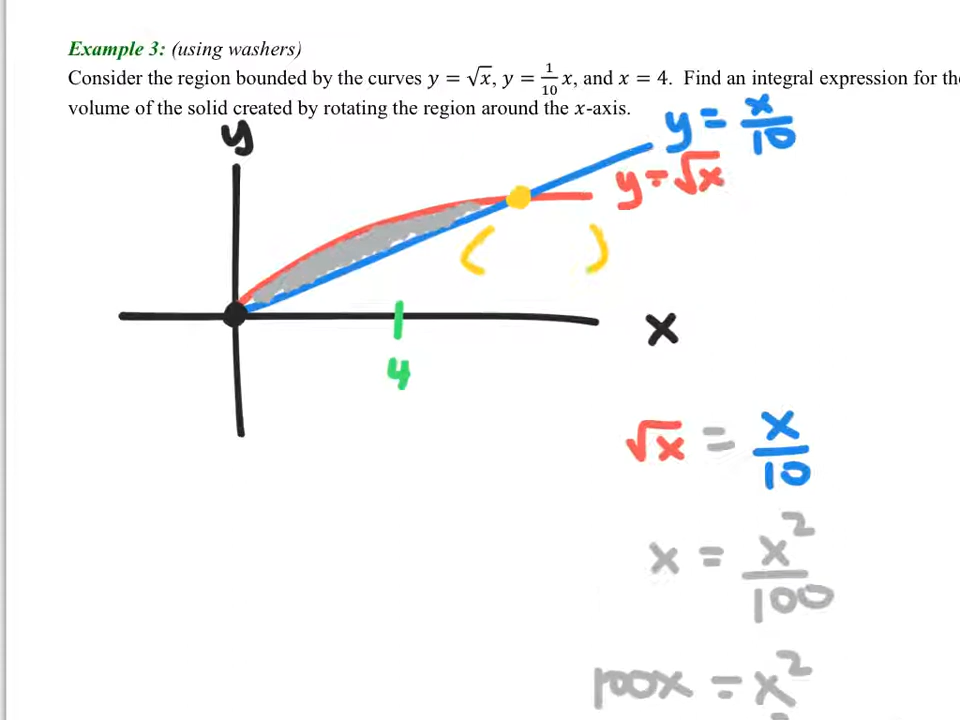 Example 3: (using washers)
Consider the region bounded by the curves y = √x, y = 1/10 x, and x = 4. Find an integral expression for the
volume of the solid created by rotating the region around the x-axis.
y
y = x/10
y = √x
( )
x
4
√x = x/10
x = x²/100
100x = x²